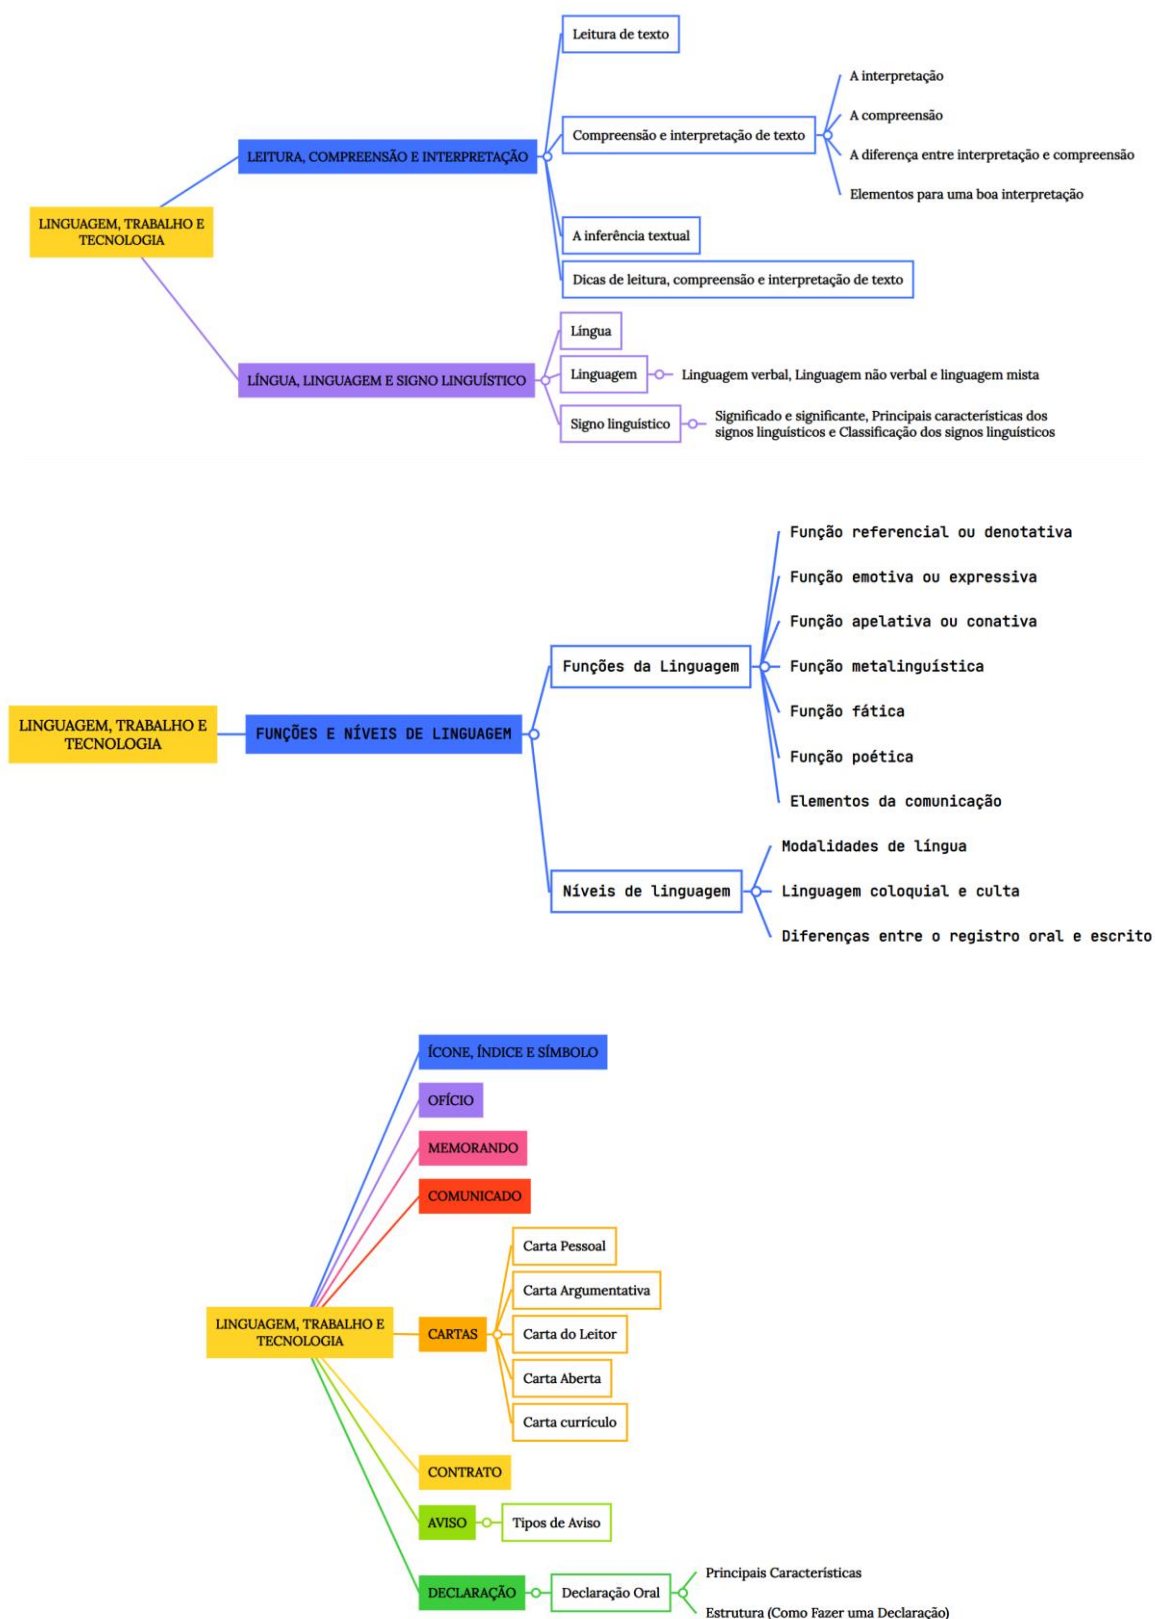 Leitura de texto
A interpretação
A compreensão
Compreensão e interpretação de texto
A diferença entre interpretação e compreensão
LEITURA, COMPREENSÃO E INTERPRETAÇÃO
Elementos para uma boa interpretação
LINGUAGEM, TRABALHO E
TECNOLOGIA
A inferência textual
Dicas de leitura, compreensão e interpretação de texto
Língua
LÍNGUA, LINGUAGEM E SIGNO LINGUÍSTICO
Linguagem
Linguagem verbal, Linguagem não verbal e linguagem mista
Signo linguístico
Significado e significante, Principais características dos
signos linguísticos e Classificação dos signos linguísticos
Função referencial ou denotativa
Função emotiva ou expressiva
Função apelativa ou conativa
Funções da Linguagem
Função metalinguística
Função fática
LINGUAGEM, TRABALHO E
TECNOLOGIA
FUNÇÕES E NÍVEIS DE LINGUAGEM
Função poética
Elementos da comunicação
Modalidades de língua
Níveis de linguagem
Linguagem coloquial e culta
Diferenças entre o registro oral e escrito
ÍCONE, ÍNDICE E SÍMBOLO
OFÍCIO
MEMORANDO
COMUNICADO
Carta Pessoal
Carta Argumentativa
LINGUAGEM, TRABALHO E
TECNOLOGIA
CARTAS
Carta do Leitor
Carta Aberta
Carta currículo
CONTRATO
AVISO
Tipos de Aviso
DECLARAÇÃO
Declaração Oral
Principais Características
Estrutura (Como Fazer uma Declaração)